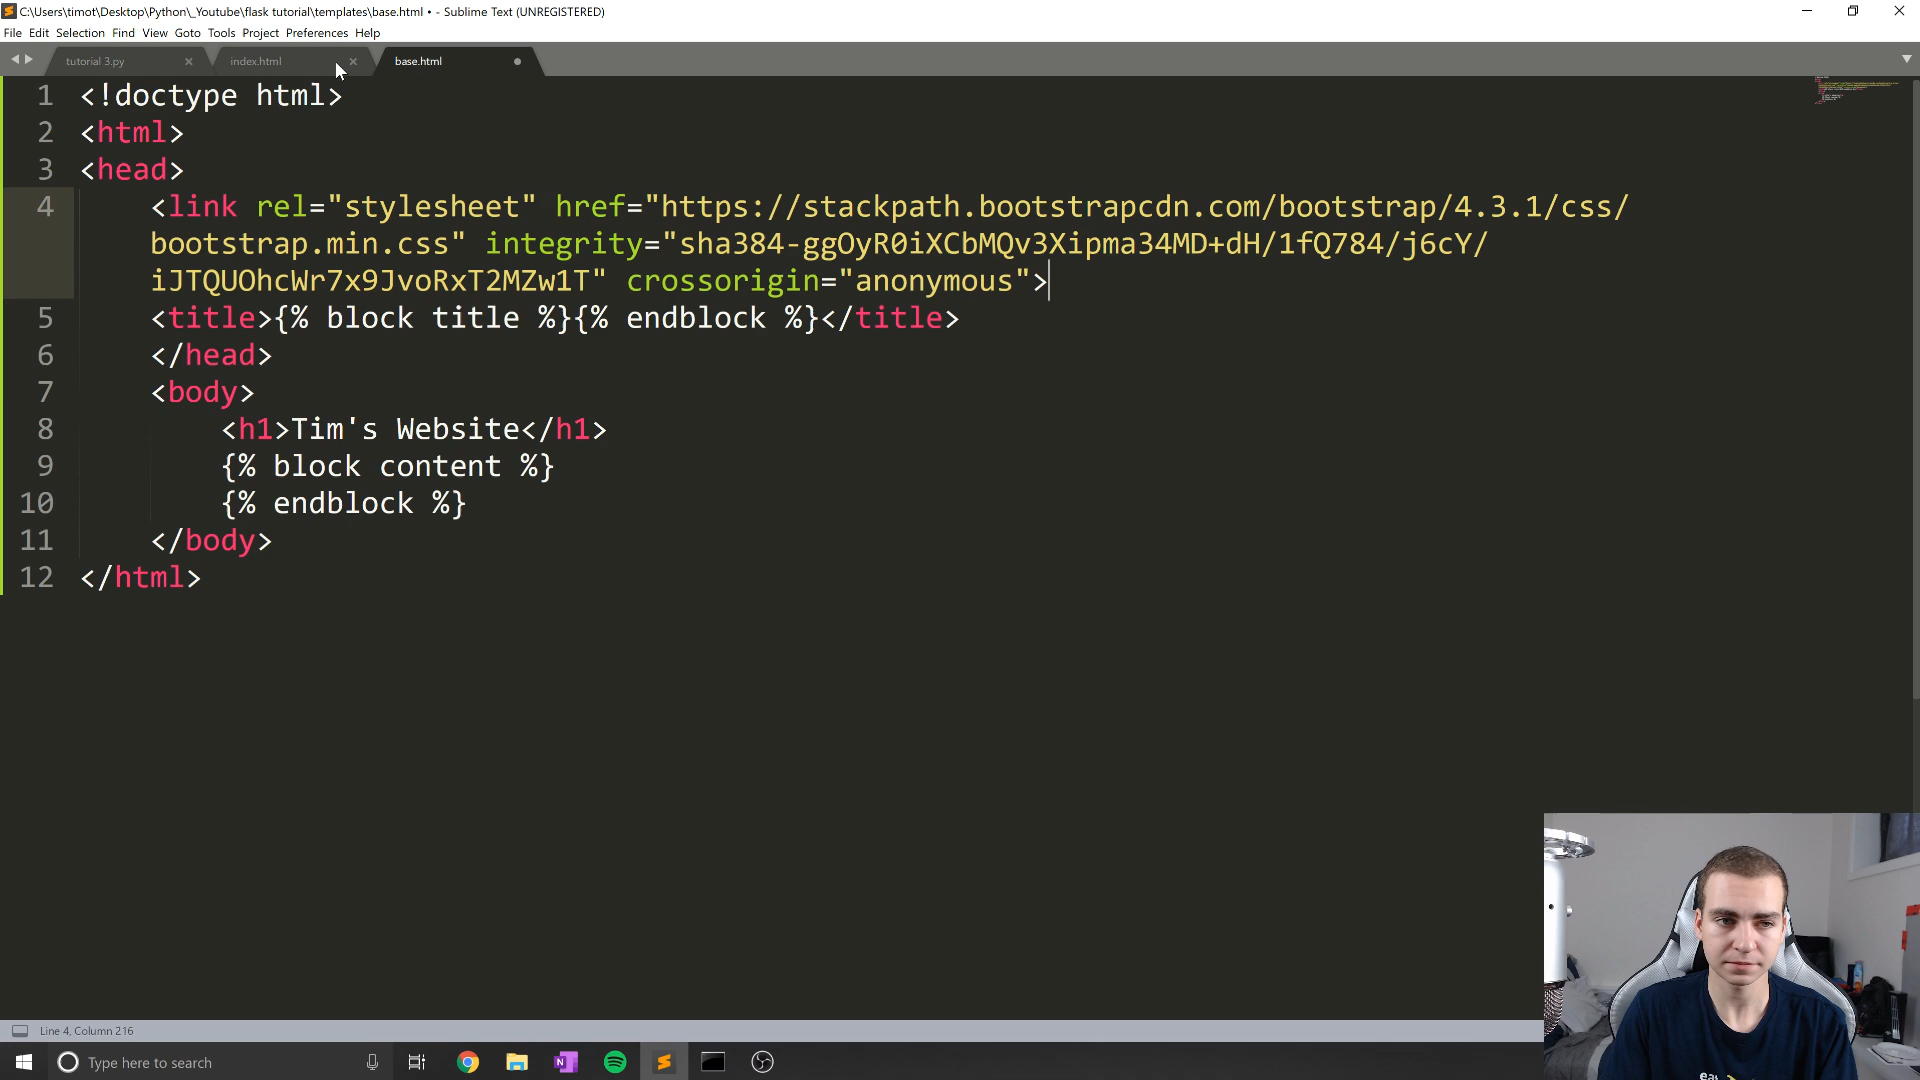 C:\Users\timot\Desktop\Python\_Youtube\flask tutorial\templates\base.html • - Sublime Text (UNREGISTERED)
File Edit Selection Find View Goto Tools Project Preferences Help
tutorial 3.py index.html base.html
1 <!doctype html>
2 <html>
3 <head>
4 <link rel="stylesheet" href="https://stackpath.bootstrapcdn.com/bootstrap/4.3.1/css/
bootstrap.min.css" integrity="sha384-ggOyR0iXCbMQv3Xipma34MD+dH/1fQ784/j6cY/
iJTQUOhcWr7x9JvoRxT2MZw1T" crossorigin="anonymous">
5 <title>{% block title %}{% endblock %}</title>
6 </head>
7 <body>
8 <h1>Tim's Website</h1>
9 {% block content %}
10 {% endblock %}
11 </body>
12 </html>
Line 4, Column 216
Type here to search